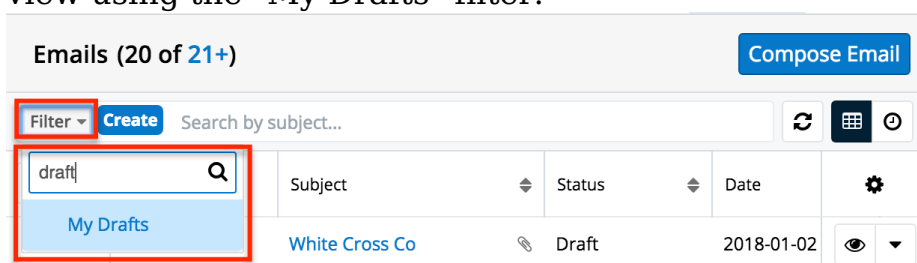 view using the "My Drafts" filter.
Emails (20 of 21+)
Compose Email
Filter
Create
Search by subject...
draft
Subject
Status
Date
My Drafts
White Cross Co
Draft
2018-01-02